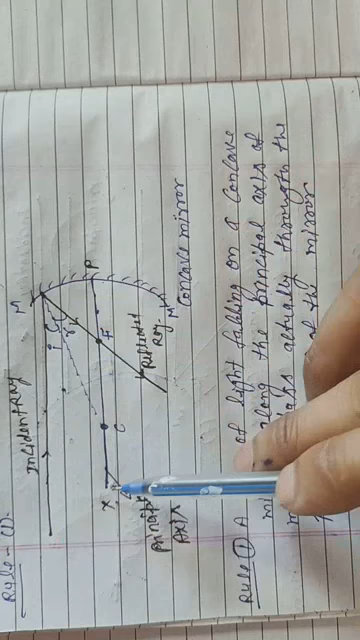 Rule - (1).
Incident Ray
M
i
r
P
F
C
X
Reflected
Ray
M'
Principal
Axis
Concave mirror
Rule ① A of light falling on a concave
along the principal axis of
actually through the
of the mirror